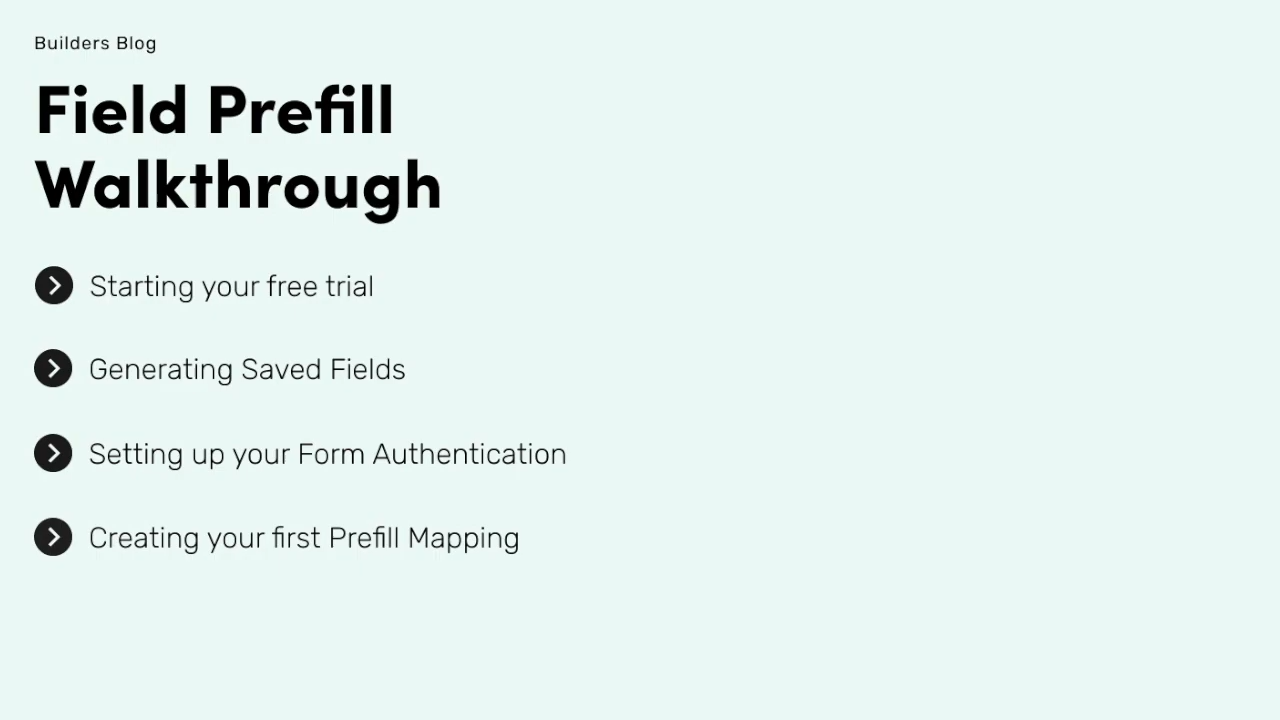 Builders Blog
Field Prefill
Walkthrough
Starting your free trial
Generating Saved Fields
Setting up your Form Authentication
Creating your first Prefill Mapping